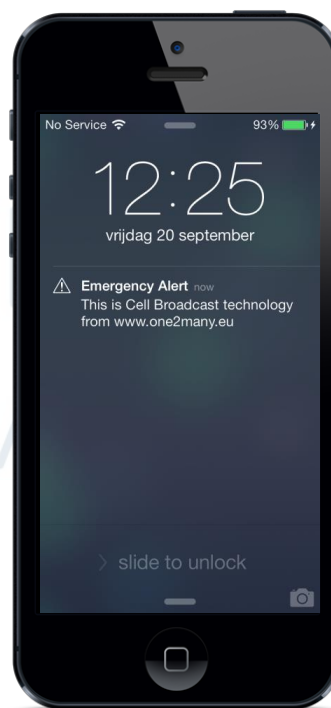 No Service 93%
12:25
vrijdag 20 september
Emergency Alert now
This is Cell Broadcast technology
from www.one2many.eu
> slide to unlock